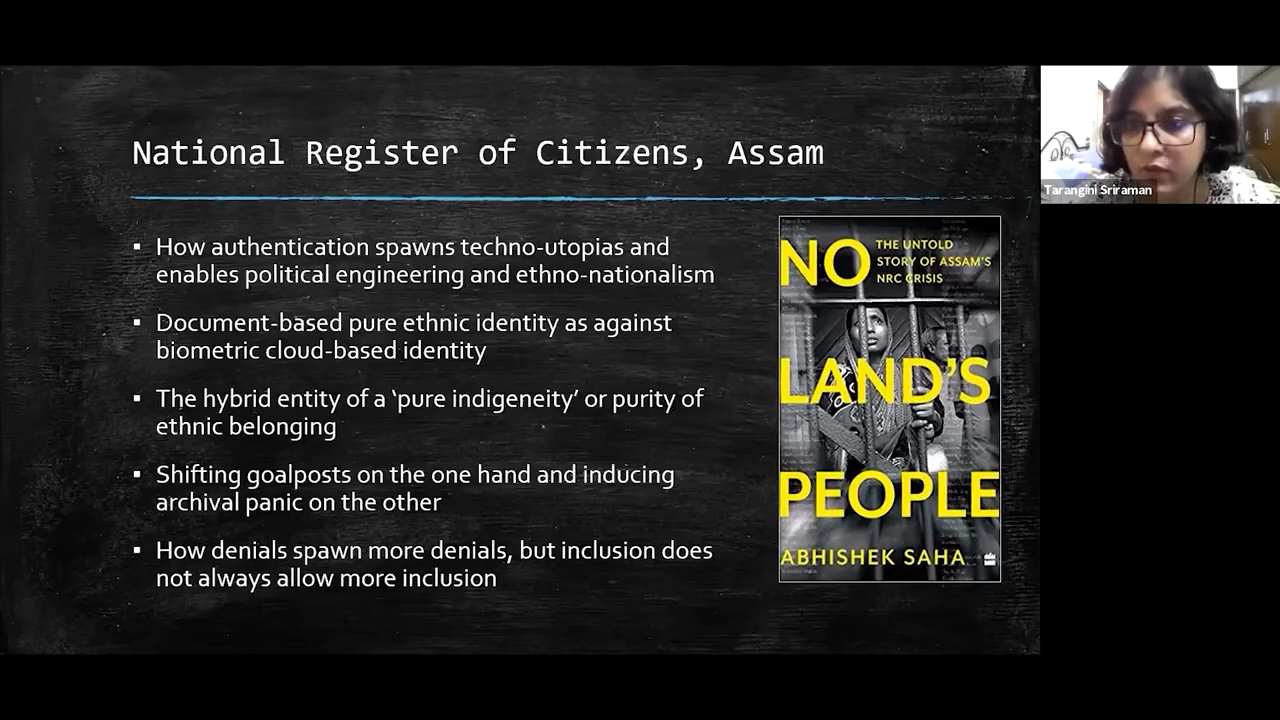 National Register of Citizens, Assam
▪ How authentication spawns techno-utopias and
enables political engineering and ethno-nationalism
▪ Document-based pure ethnic identity as against
biometric cloud-based identity
▪ The hybrid entity of a ‘pure indigeneity’ or purity of
ethnic belonging
▪ Shifting goalposts on the one hand and inducing
archival panic on the other
▪ How denials spawn more denials, but inclusion does
not always allow more inclusion
NO
THE UNTOLD
STORY OF ASSAM'S
NRC CRISIS
LAND'S
PEOPLE
ABHISHEK SAHA
Tarangini Sriraman